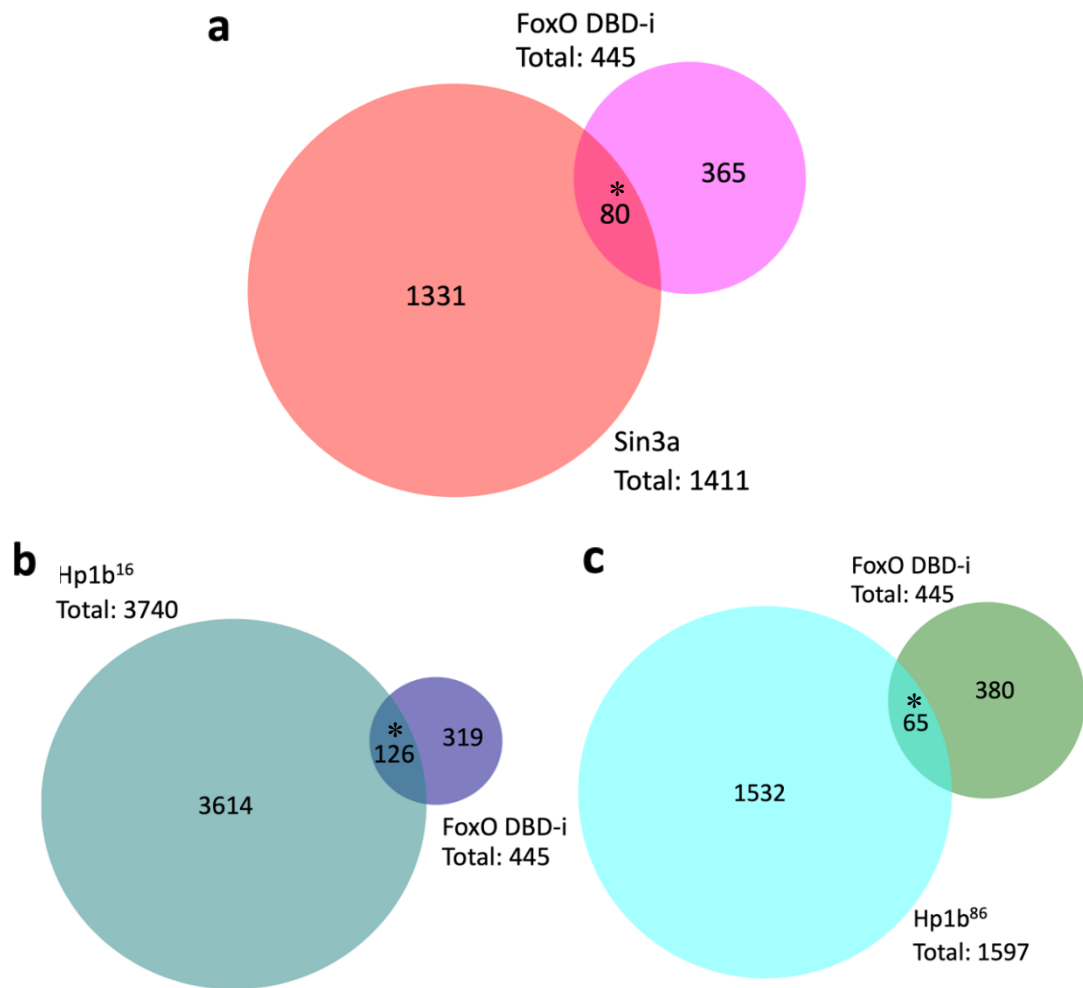 a
FoxO DBD-i
Total: 445
365
*
80
1331
Sin3a
Total: 1411
b
Hp1b¹⁶
Total: 3740
*
126
319
3614
FoxO DBD-i
Total: 445
c
FoxO DBD-i
Total: 445
380
*
65
1532
Hp1b⁸⁶
Total: 1597